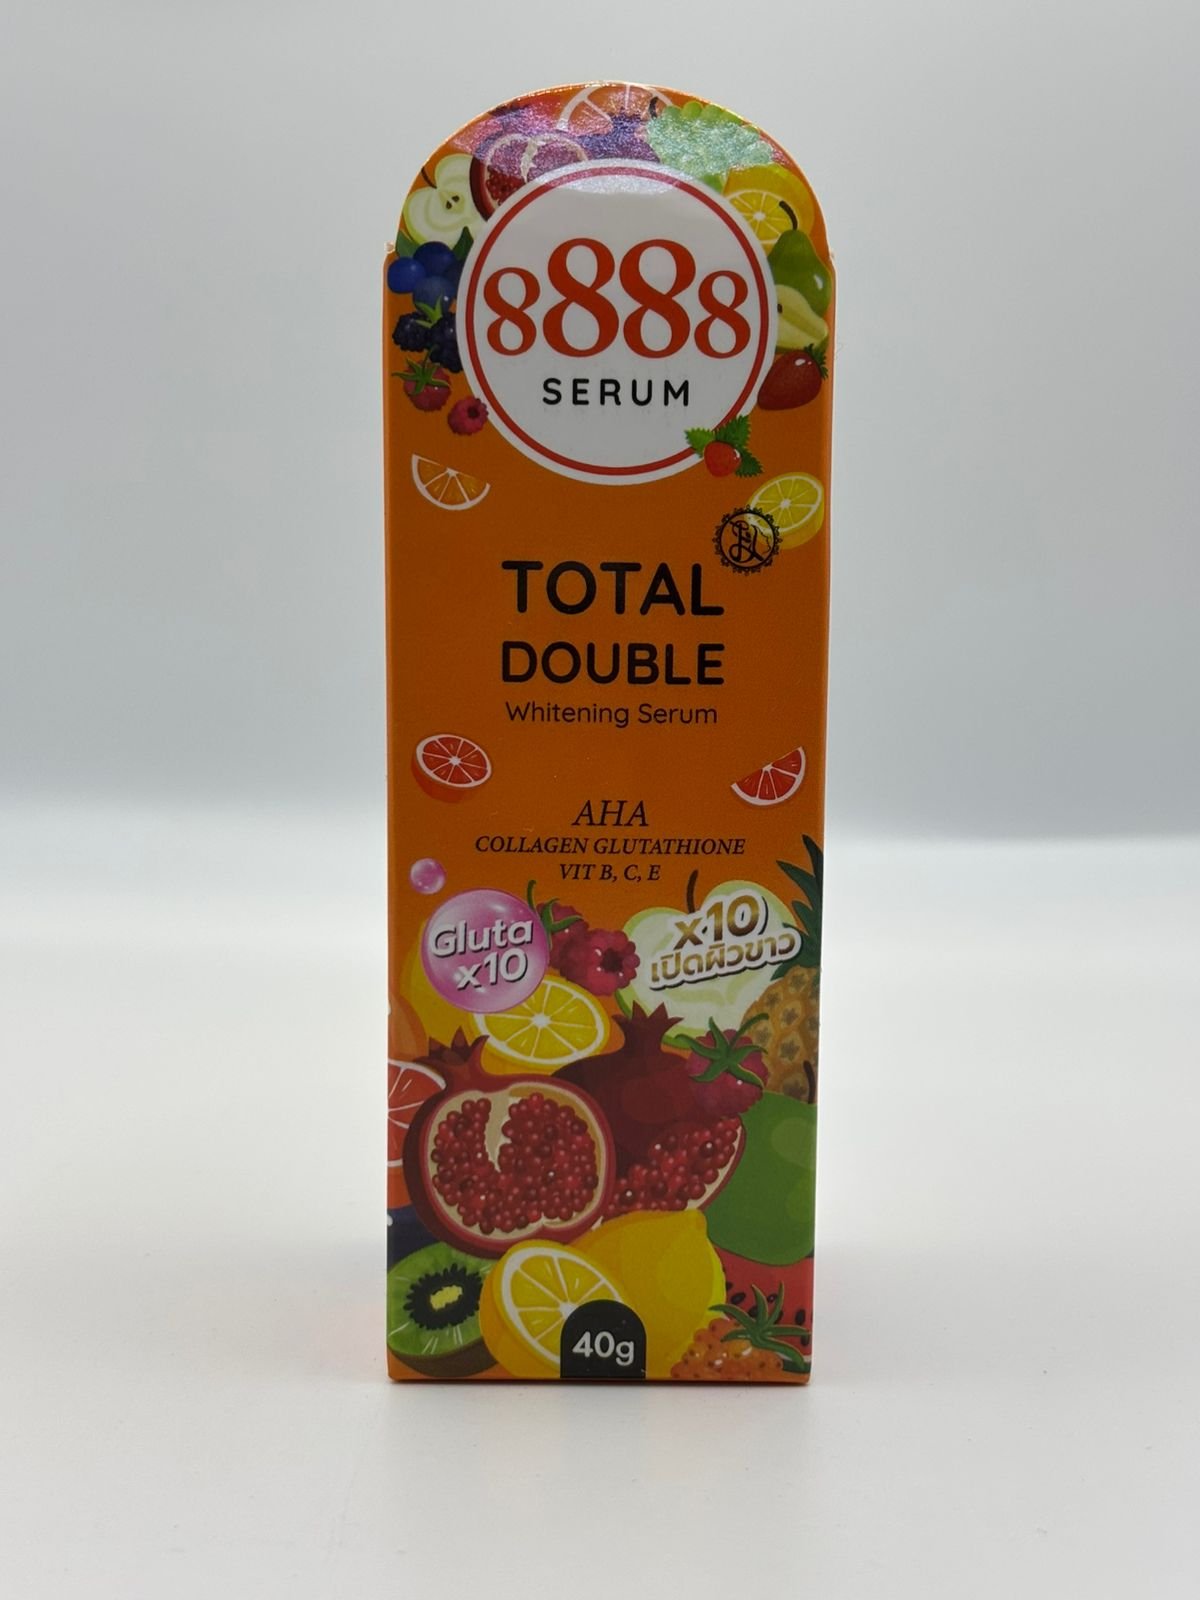 8888
SERUM
TOTAL
DOUBLE
Whitening Serum
AHA
COLLAGEN GLUTATHIONE
VIT B, C, E
Gluta
x10
x10
เปิดผิวขาว
40g